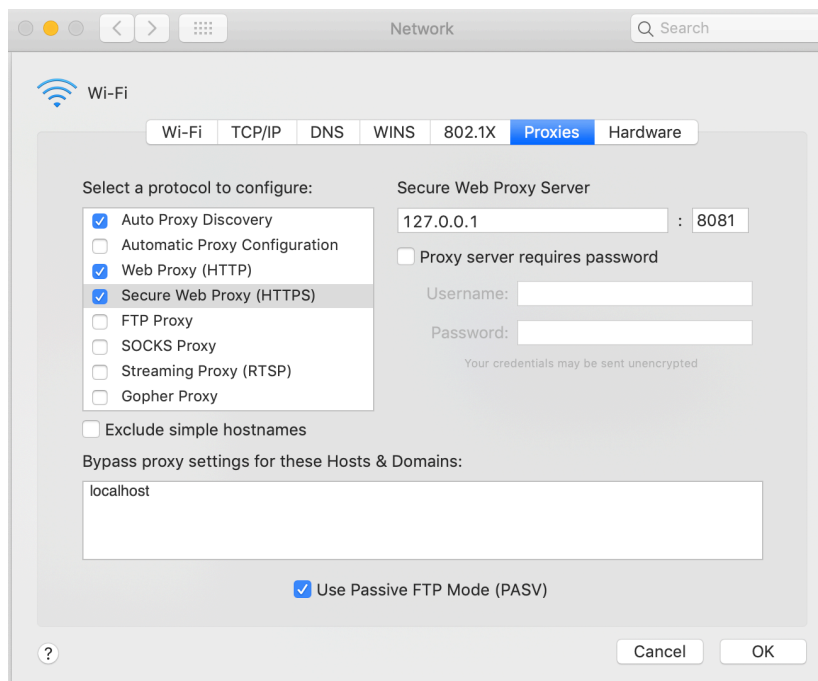 Network
Search
Wi-Fi
Wi-Fi TCP/IP DNS WINS 802.1X Proxies Hardware
Select a protocol to configure:
Auto Proxy Discovery
Automatic Proxy Configuration
Web Proxy (HTTP)
Secure Web Proxy (HTTPS)
FTP Proxy
SOCKS Proxy
Streaming Proxy (RTSP)
Gopher Proxy
Exclude simple hostnames
Secure Web Proxy Server
127.0.0.1 : 8081
Proxy server requires password
Username:
Password:
Your credentials may be sent unencrypted
Bypass proxy settings for these Hosts & Domains:
localhost
Use Passive FTP Mode (PASV)
?
Cancel
OK